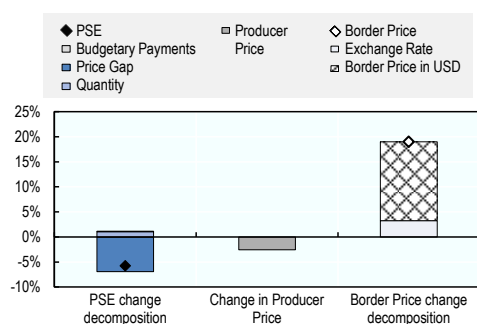 PSE
Budgetary Payments
Price Gap
Quantity
Producer
Price
Border Price
Exchange Rate
Border Price in USD
25%
20%
15%
10%
5%
0%
-5%
-10%
PSE change
decomposition
Change in Producer
Price
Border Price change
decomposition